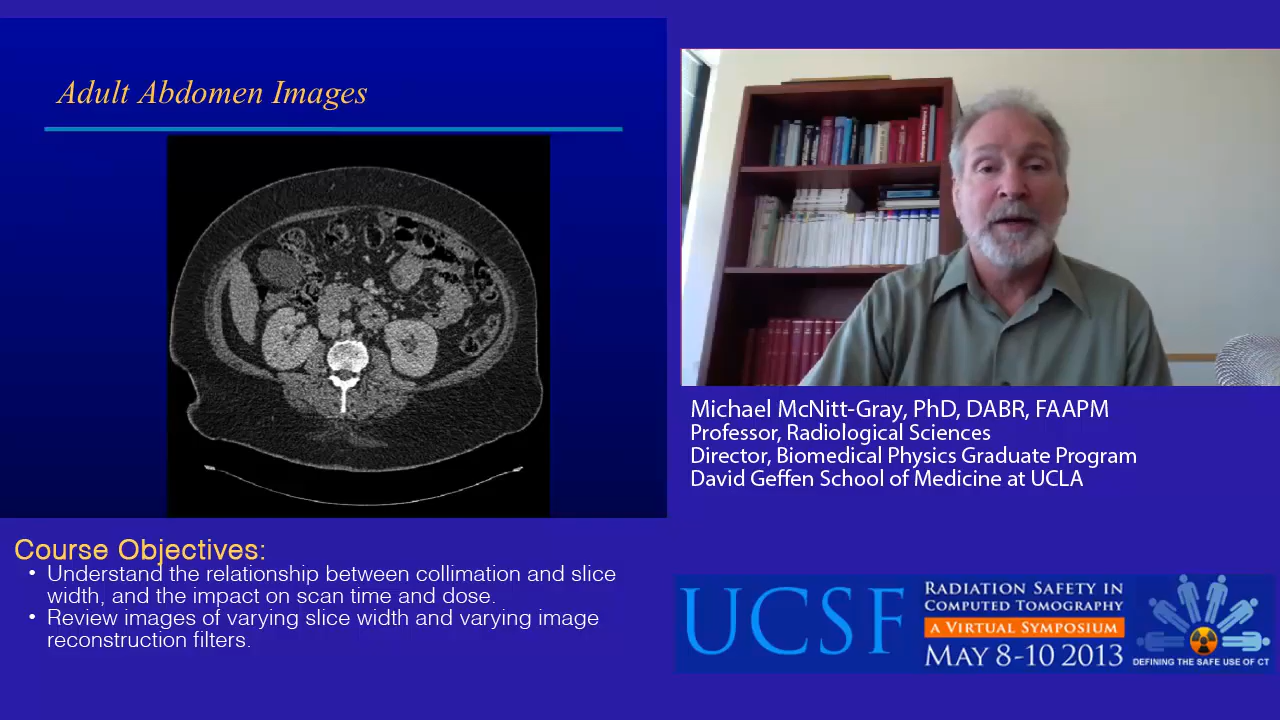 Adult Abdomen Images
Michael McNitt-Gray, PhD, DABR, FAAPM
Professor, Radiological Sciences
Director, Biomedical Physics Graduate Program
David Geffen School of Medicine at UCLA
Course Objectives:
• Understand the relationship between collimation and slice
width, and the impact on scan time and dose.
• Review images of varying slice width and varying image
reconstruction filters.
UCSF
RADIATION SAFETY IN
COMPUTED TOMOGRAPHY
A VIRTUAL SYMPOSIUM
MAY 8-10 2013
DEFINING THE SAFE USE OF CT